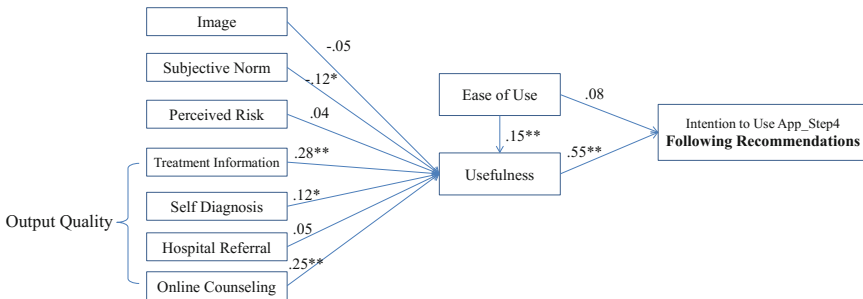 Image
-.05
Subjective Norm
-.12*
Ease of Use
.08
Perceived Risk
.04
Intention to Use App_Step4
Following Recommendations
.15**
Treatment Information
.28**
.55**
Usefulness
Output Quality
Self Diagnosis
.12*
Hospital Referral
.05
Online Counseling
.25**